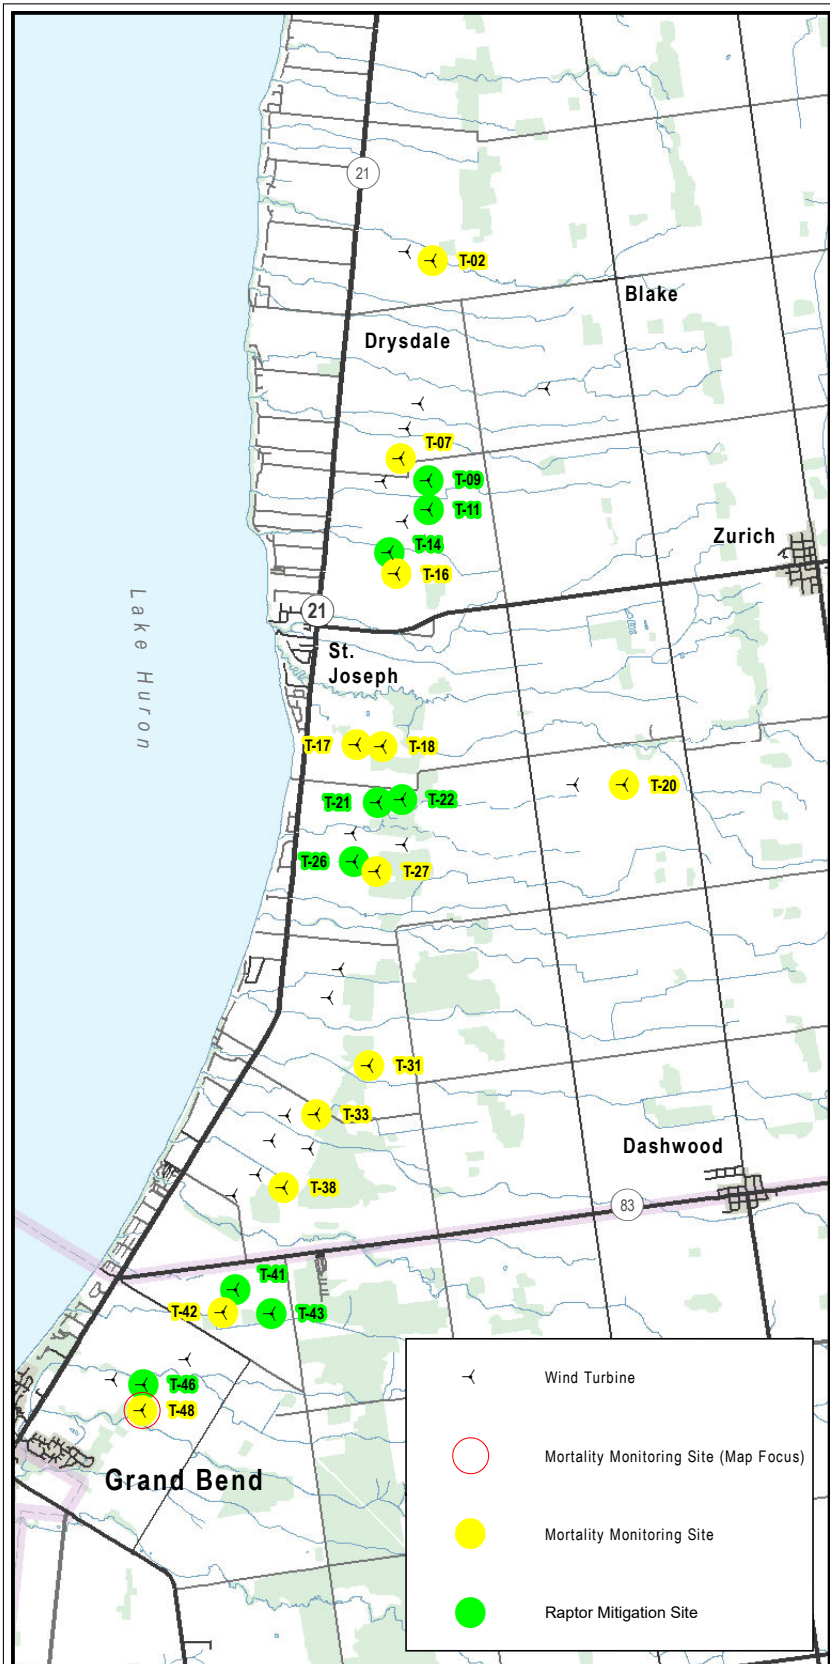 21
T-02
Blake
Drysdale
T-07
T-09
T-11
Zurich
T-14
T-16
Lake Huron
21
St.
Joseph
T-17
T-18
T-20
T-21
T-22
T-26
T-27
T-31
T-33
Dashwood
T-38
83
T-41
T-42
T-43
T-46
T-48
Grand Bend
Wind Turbine
Mortality Monitoring Site (Map Focus)
Mortality Monitoring Site
Raptor Mitigation Site